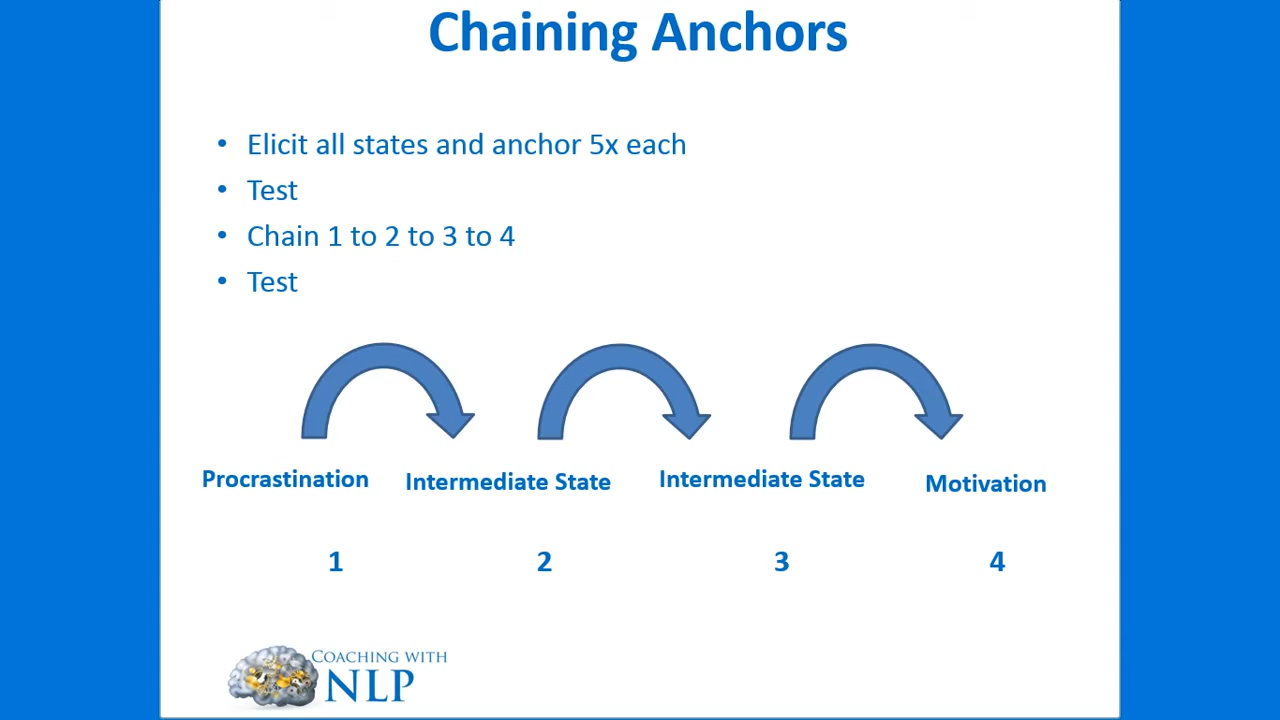 Chaining Anchors
• Elicit all states and anchor 5x each
• Test
• Chain 1 to 2 to 3 to 4
• Test
Procrastination Intermediate State Intermediate State Motivation
1 2 3 4
COACHING WITH
NLP